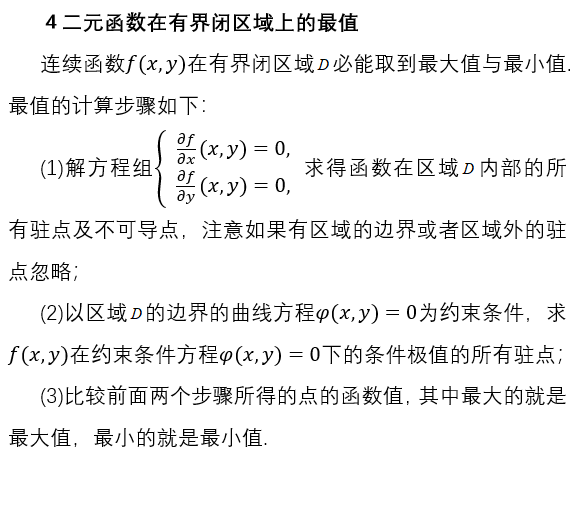 4 二元函数在有界闭区域上的最值
连续函数f(x,y)在有界闭区域D必能取到最大值与最小值.
最值的计算步骤如下：
(1)解方程组{ ∂f/∂x (x,y) = 0, ∂f/∂y (x,y) = 0, 求得函数在区域D内部的所
有驻点及不可导点，注意如果有区域的边界或者区域外的驻
点忽略；
(2)以区域D的边界的曲线方程φ(x,y) = 0为约束条件，求
f(x,y)在约束条件方程φ(x,y) = 0下的条件极值的所有驻点；
(3)比较前面两个步骤所得的点的函数值, 其中最大的就是
最大值，最小的就是最小值.